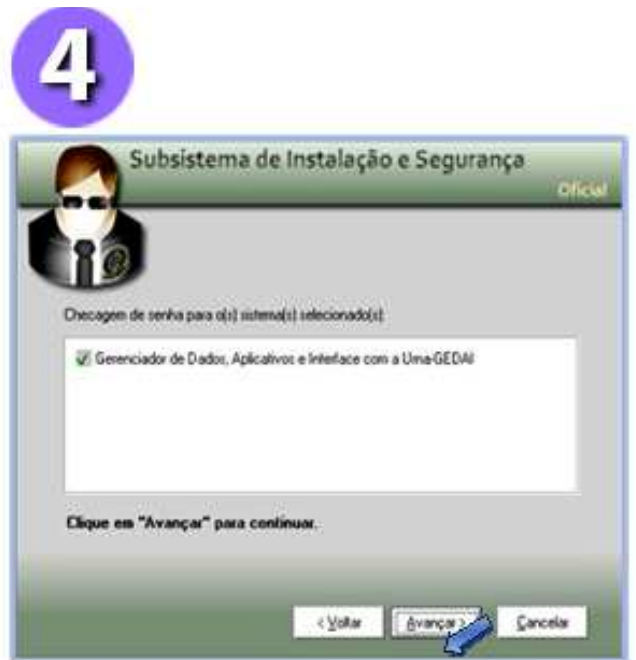 4
Subsistema de Instalação e Segurança
Oficial
Checagem de senha para o(s) sistema(s) selecionado(s):
Gerenciador de Dados, Aplicativos e Interface com a Urna-GEDAI
Clique em "Avançar" para continuar.
< Voltar Avançar > Cancelar